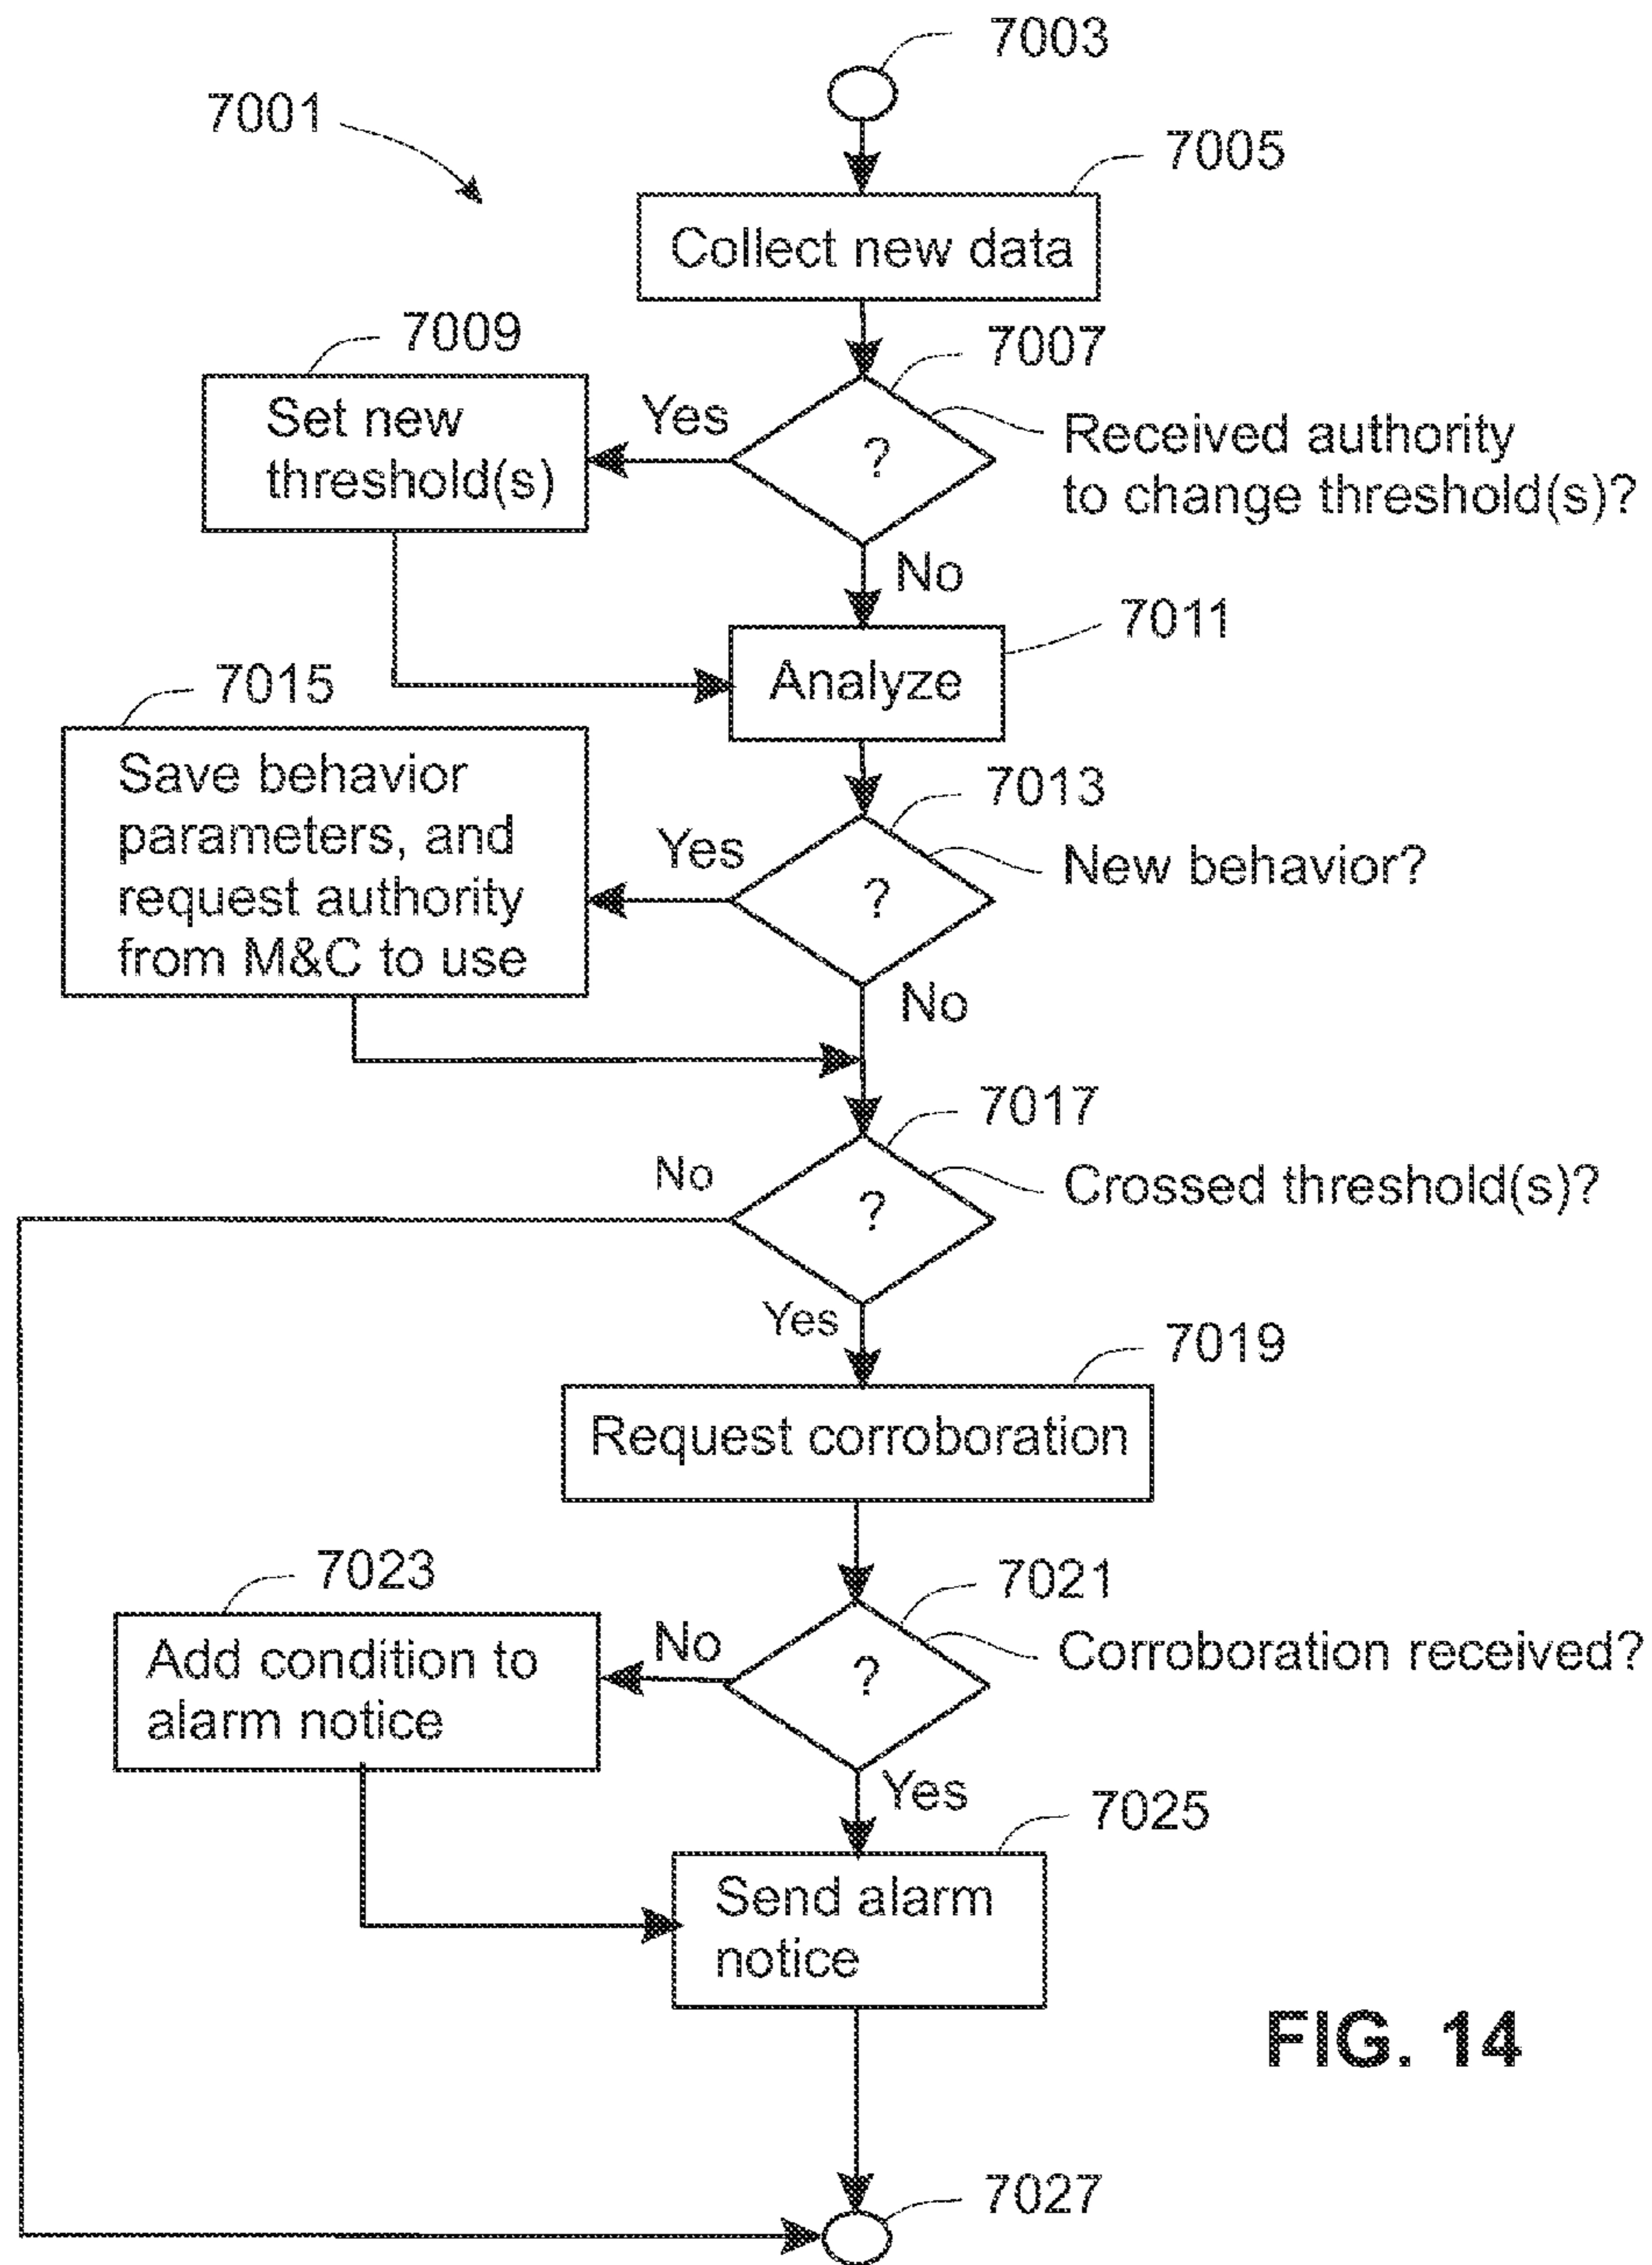 7003
7001
7005
Collect new data
7009
7007
Set new
threshold(s)
Yes
?
Received authority
to change threshold(s)?
No
7011
Analyze
7015
Save behavior
parameters, and
request authority
from M&C to use
7013
Yes
?
New behavior?
No
7017
No
?
Crossed threshold(s)?
Yes
7019
Request corroboration
7023
7021
Add condition to
alarm notice
No
?
Corroboration received?
Yes
7025
Send alarm
notice
FIG. 14
7027